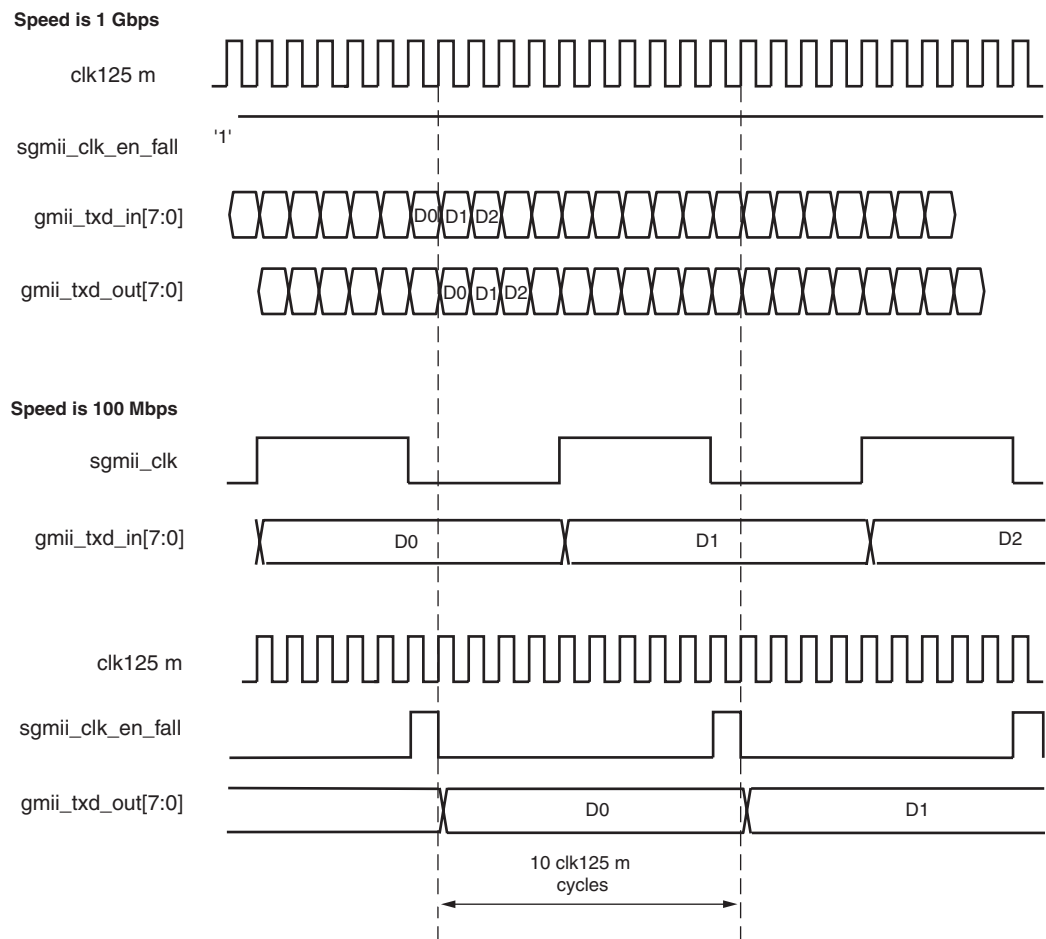 Speed is 1 Gbps
clk125 m
'1'
sgmii_clk_en_fall
gmii_txd_in[7:0]
D0 D1 D2
gmii_txd_out[7:0]
D0 D1 D2
Speed is 100 Mbps
sgmii_clk
gmii_txd_in[7:0]
D0 D1 D2
clk125 m
sgmii_clk_en_fall
gmii_txd_out[7:0]
D0 D1
10 clk125 m
cycles